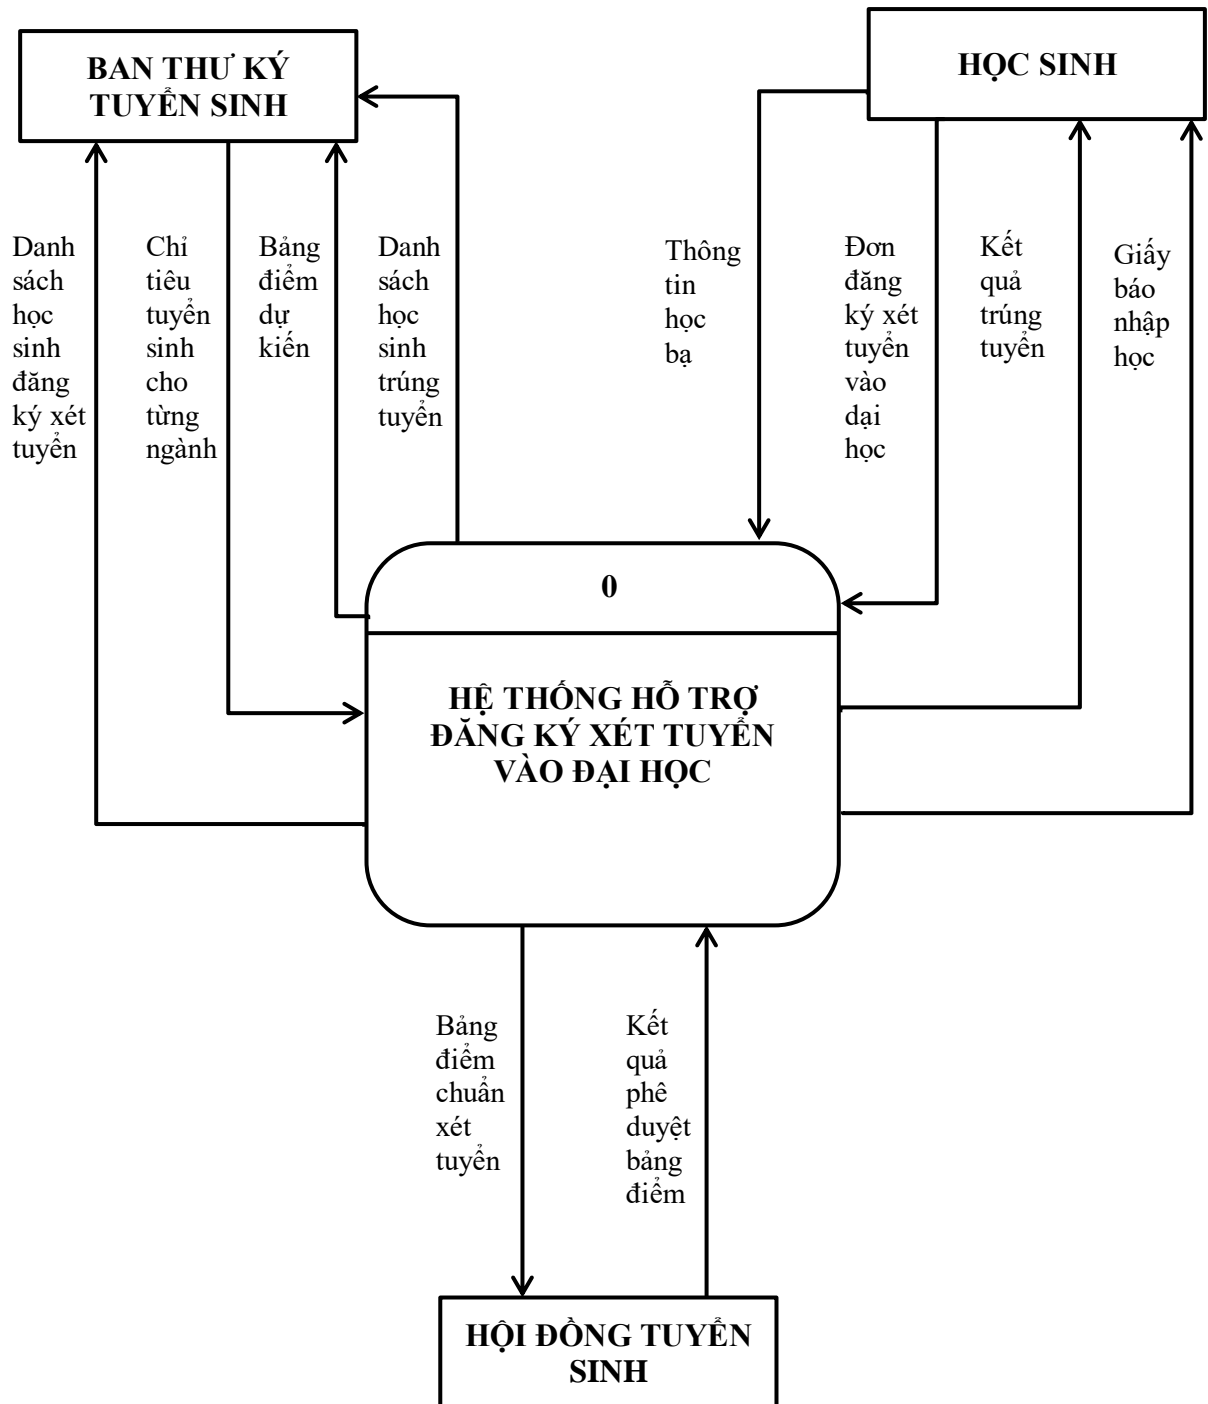 BAN THƯ KÝ
TUYỂN SINH
HỌC SINH
Danh
sách
học
sinh
đăng
ký xét
tuyển
Chỉ
tiêu
tuyển
sinh
cho
từng
ngành
Bảng
điểm
dự
kiến
Danh
sách
học
sinh
trúng
tuyển
Thông
tin
học
bạ
Đơn
đăng
ký xét
tuyển
vào
dại
học
Kết
quả
trúng
tuyển
Giấy
báo
nhập
học
0
HỆ THỐNG HỖ TRỢ
ĐĂNG KÝ XÉT TUYỂN
VÀO ĐẠI HỌC
Bảng
điểm
chuẩn
xét
tuyển
Kết
quả
phê
duyệt
bảng
điểm
HỘI ĐỒNG TUYỂN
SINH